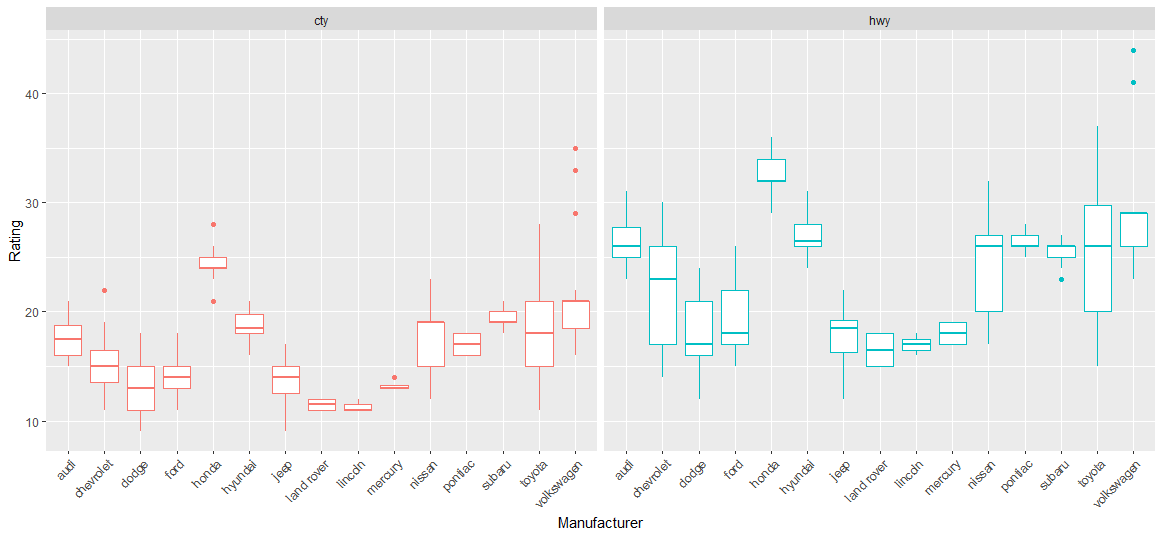 cty
hwy
Rating
40
30
20
10
audi
chevrolet
dodge
ford
honda
hyundai
jeep
land rover
lincoln
mercury
nissan
pontiac
subaru
toyota
volkswagen
audi
chevrolet
dodge
ford
honda
hyundai
jeep
land rover
lincoln
mercury
nissan
pontiac
subaru
toyota
volkswagen
Manufacturer